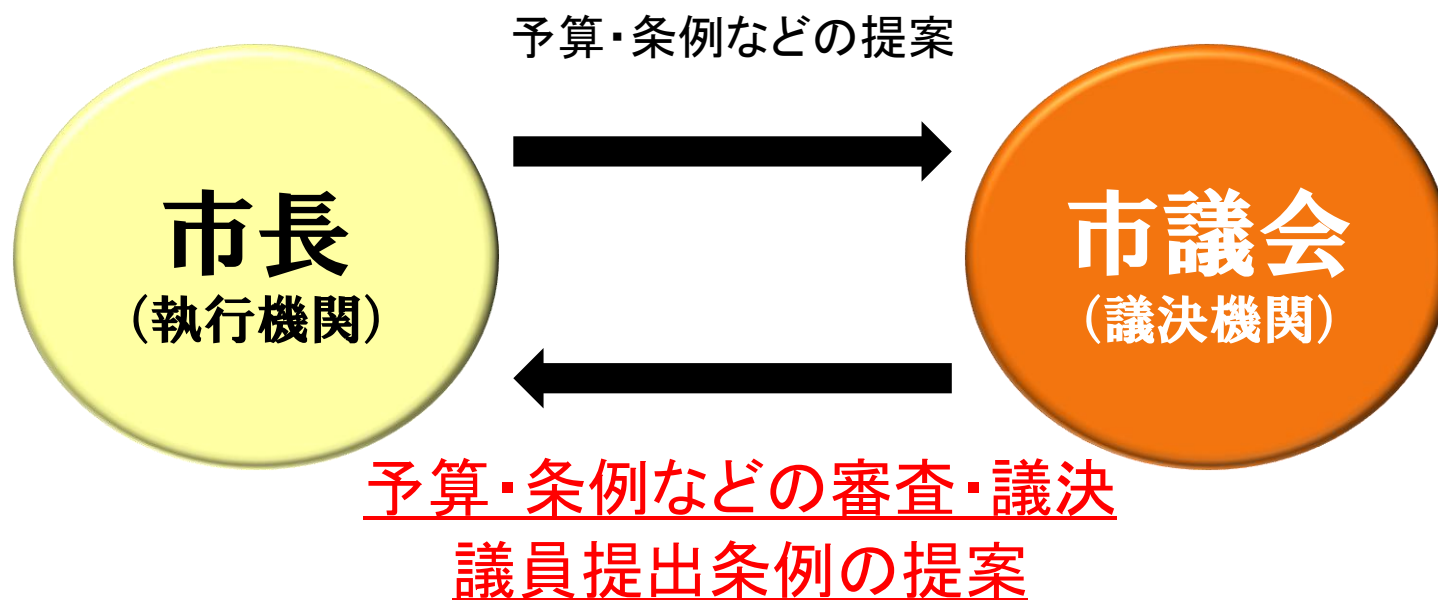 予算・条例などの提案
市長
（執行機関）
市議会
（議決機関）
予算・条例などの審査・議決
議員提出条例の提案